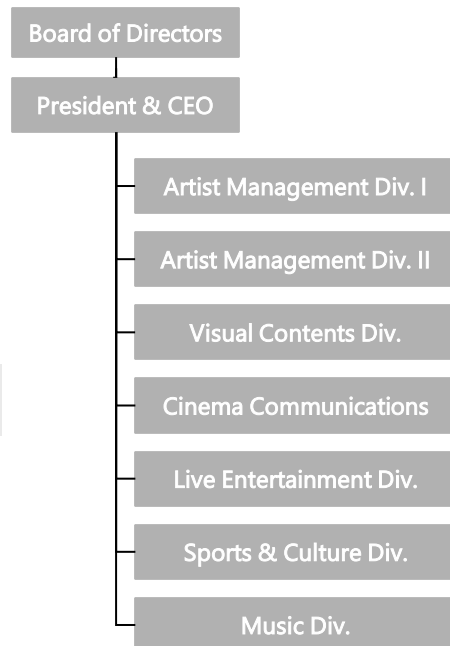 Board of Directors
President & CEO
Artist Management Div. I
Artist Management Div. II
Visual Contents Div.
Cinema Communications
Live Entertainment Div.
Sports & Culture Div.
Music Div.